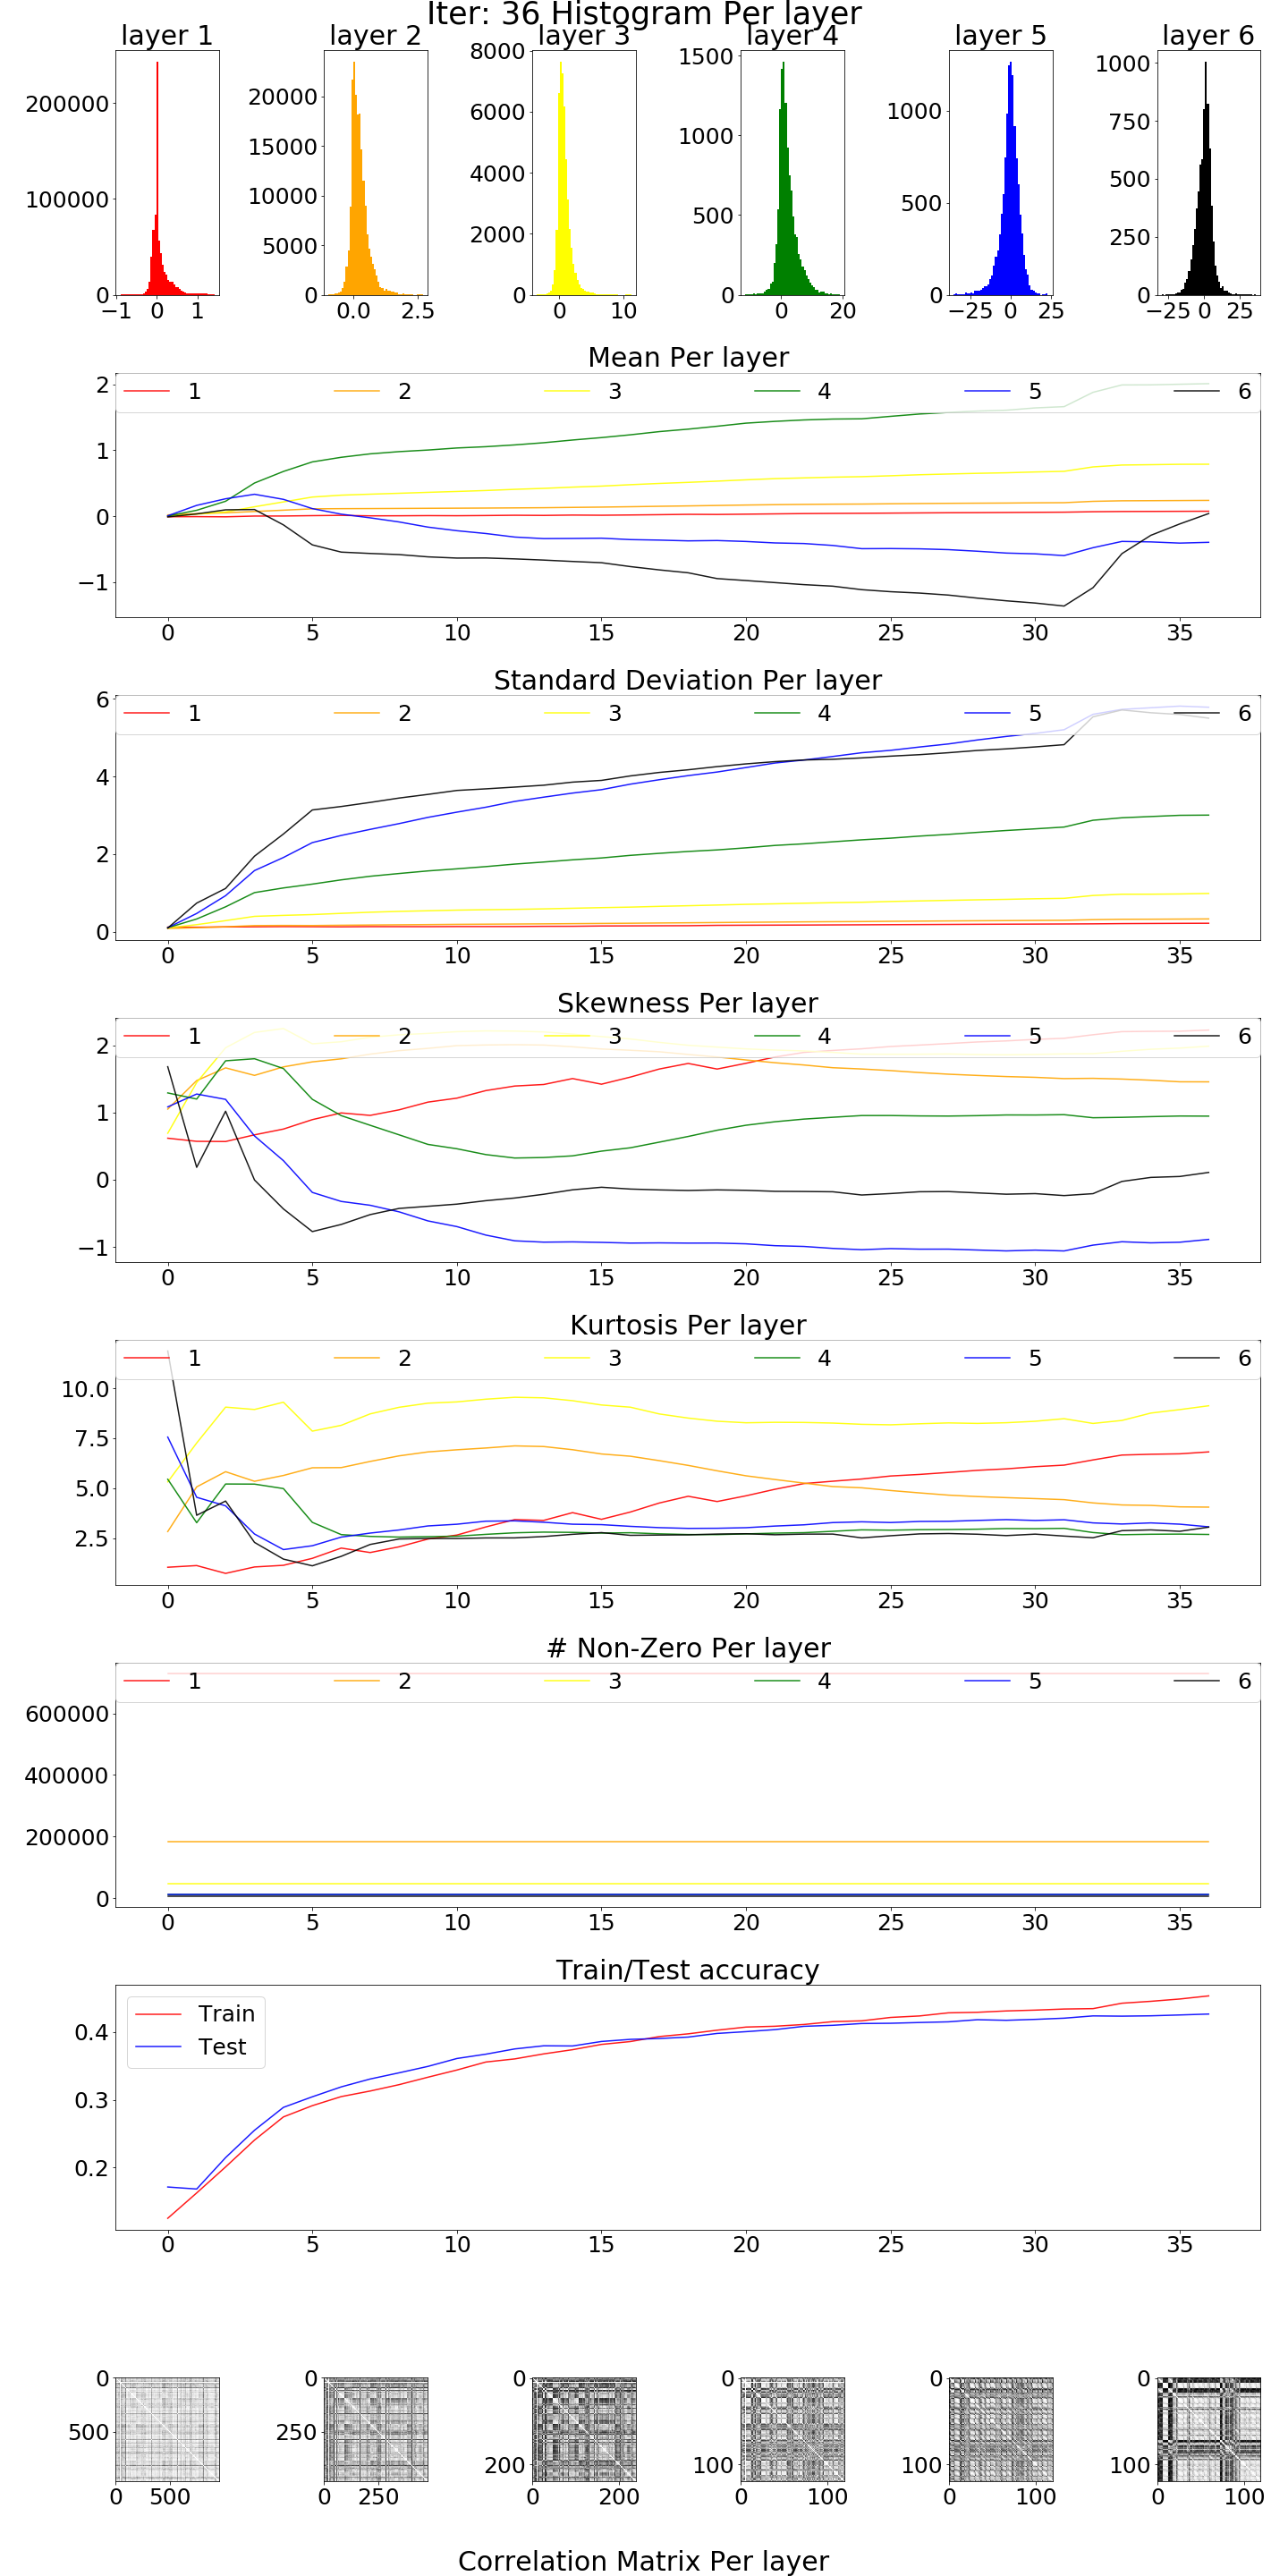 Iter: 36 Histogram Per layer
layer 1 layer 2 layer 3 layer 4 layer 5 layer 6
200000 100000 0 −1 0 1
20000 15000 10000 5000 0 0.0 2.5
8000 6000 4000 2000 0 0 10
1500 1000 500 0 0 20
1000 500 0 −25 0 25
1000 750 500 250 0 −25 0 25
Mean Per layer
1 2 3 4 5 6
2
1
0
−1
0 5 10 15 20 25 30 35
Standard Deviation Per layer
1 2 3 4 5 6
6
4
2
0
0 5 10 15 20 25 30 35
Skewness Per layer
1 2 3 4 5 6
2
1
0
−1
0 5 10 15 20 25 30 35
Kurtosis Per layer
1 2 3 4 5 6
10.0
7.5
5.0
2.5
0 5 10 15 20 25 30 35
# Non-Zero Per layer
1 2 3 4 5 6
600000
400000
200000
0
0 5 10 15 20 25 30 35
Train/Test accuracy
Train
Test
0.4
0.3
0.2
0 5 10 15 20 25 30 35
0 500 0 500
0 250 0 250
0 200 0 200
0 100 0 100
0 100 0 100
0 100 0 100
Correlation Matrix Per layer